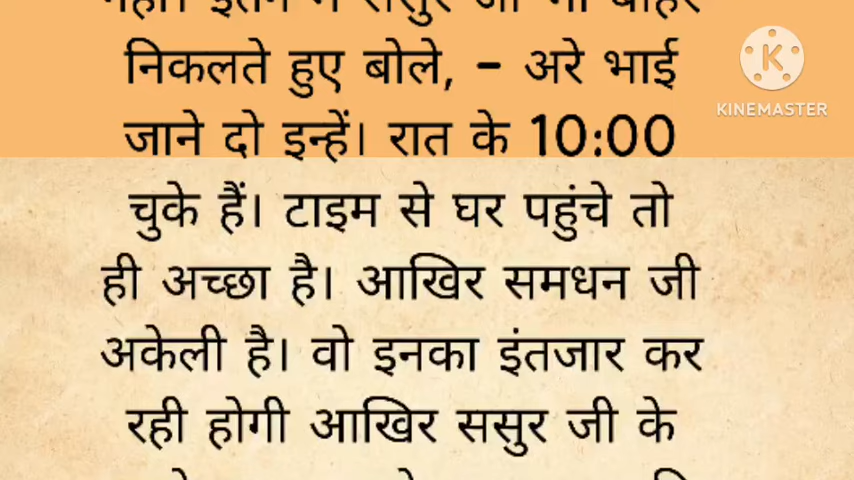 निकलते हुए बोले, - अरे भाई
जाने दो इन्हें। रात के 10:00
चुके हैं। टाइम से घर पहुंचे तो
ही अच्छा है। आखिर समधन जी
अकेली है। वो इनका इंतजार कर
रही होगी आखिर ससुर जी के
KINEMASTER